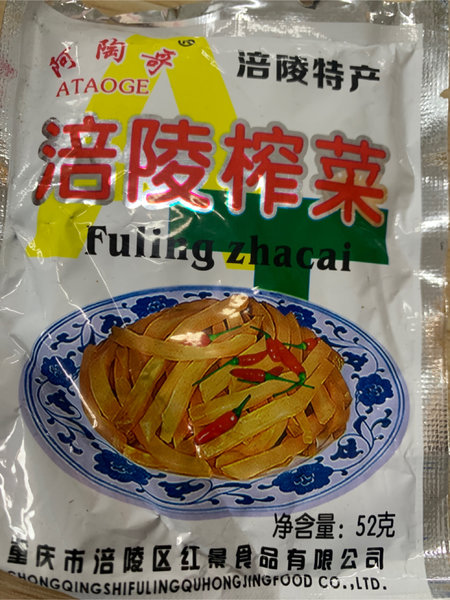 阿陶哥
ATAOGE
涪陵特产
涪陵榨菜
Fuling zhacai
净含量：52克
重庆市涪陵区红景食品有限公司
CHONGQINGSHIFULINGQUHONGJINGFOOD CO.,LTD.